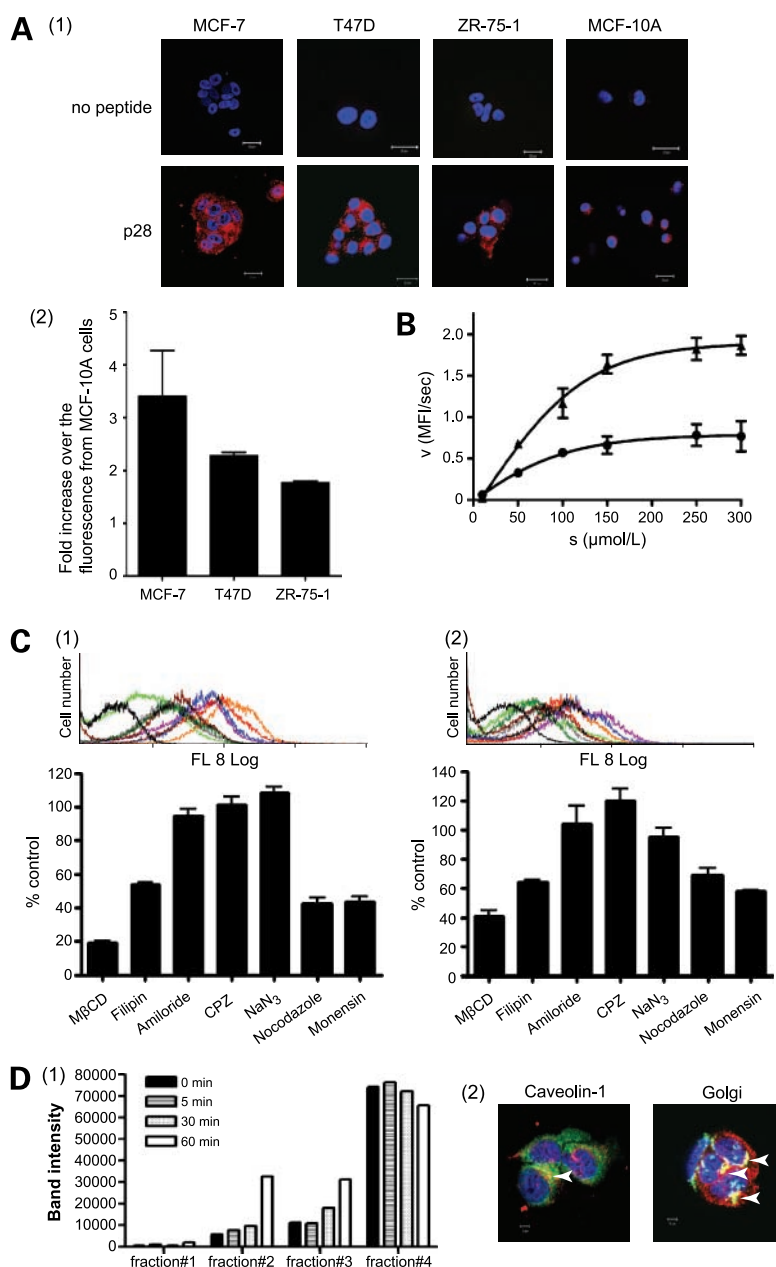 A (1)
MCF-7 T47D ZR-75-1 MCF-10A
no peptide
p28
(2)
Fold increase over the
fluorescence from MCF-10A cells
5
4
3
2
1
0
MCF-7 T47D ZR-75-1
B
v (MFI/sec)
2.0
1.5
1.0
0.5
0
0 50 100 150 200 250 300
s (µmol/L)
C (1)
Cell number
FL 8 Log
% control
120
100
80
60
40
20
0
MβCD Filipin Amiloride CPZ NaN3 Nocodazole Monensin
(2)
Cell number
FL 8 Log
% control
140
120
100
80
60
40
20
0
MβCD Filipin Amiloride CPZ NaN3 Nocodazole Monensin
D (1)
Band intensity
80000
70000
60000
50000
40000
30000
20000
10000
0
0 min
5 min
30 min
60 min
fraction#1 fraction#2 fraction#3 fraction#4
(2)
Caveolin-1 Golgi